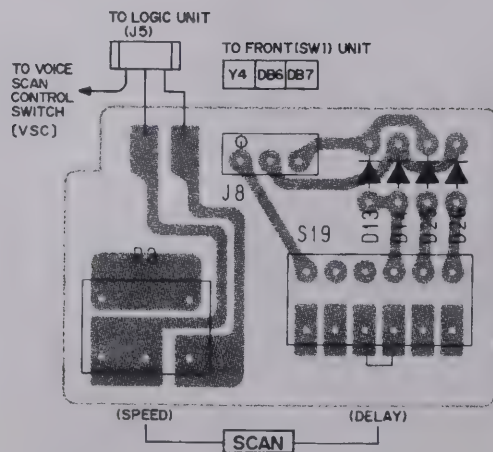 TO LOGIC UNIT
(J5)
TO FRONT(SW1) UNIT
Y4 DB6 DB7
TO VOICE
SCAN
CONTROL
SWITCH
(VSC)
J8
S19
D13
(SPEED)
(DELAY)
SCAN